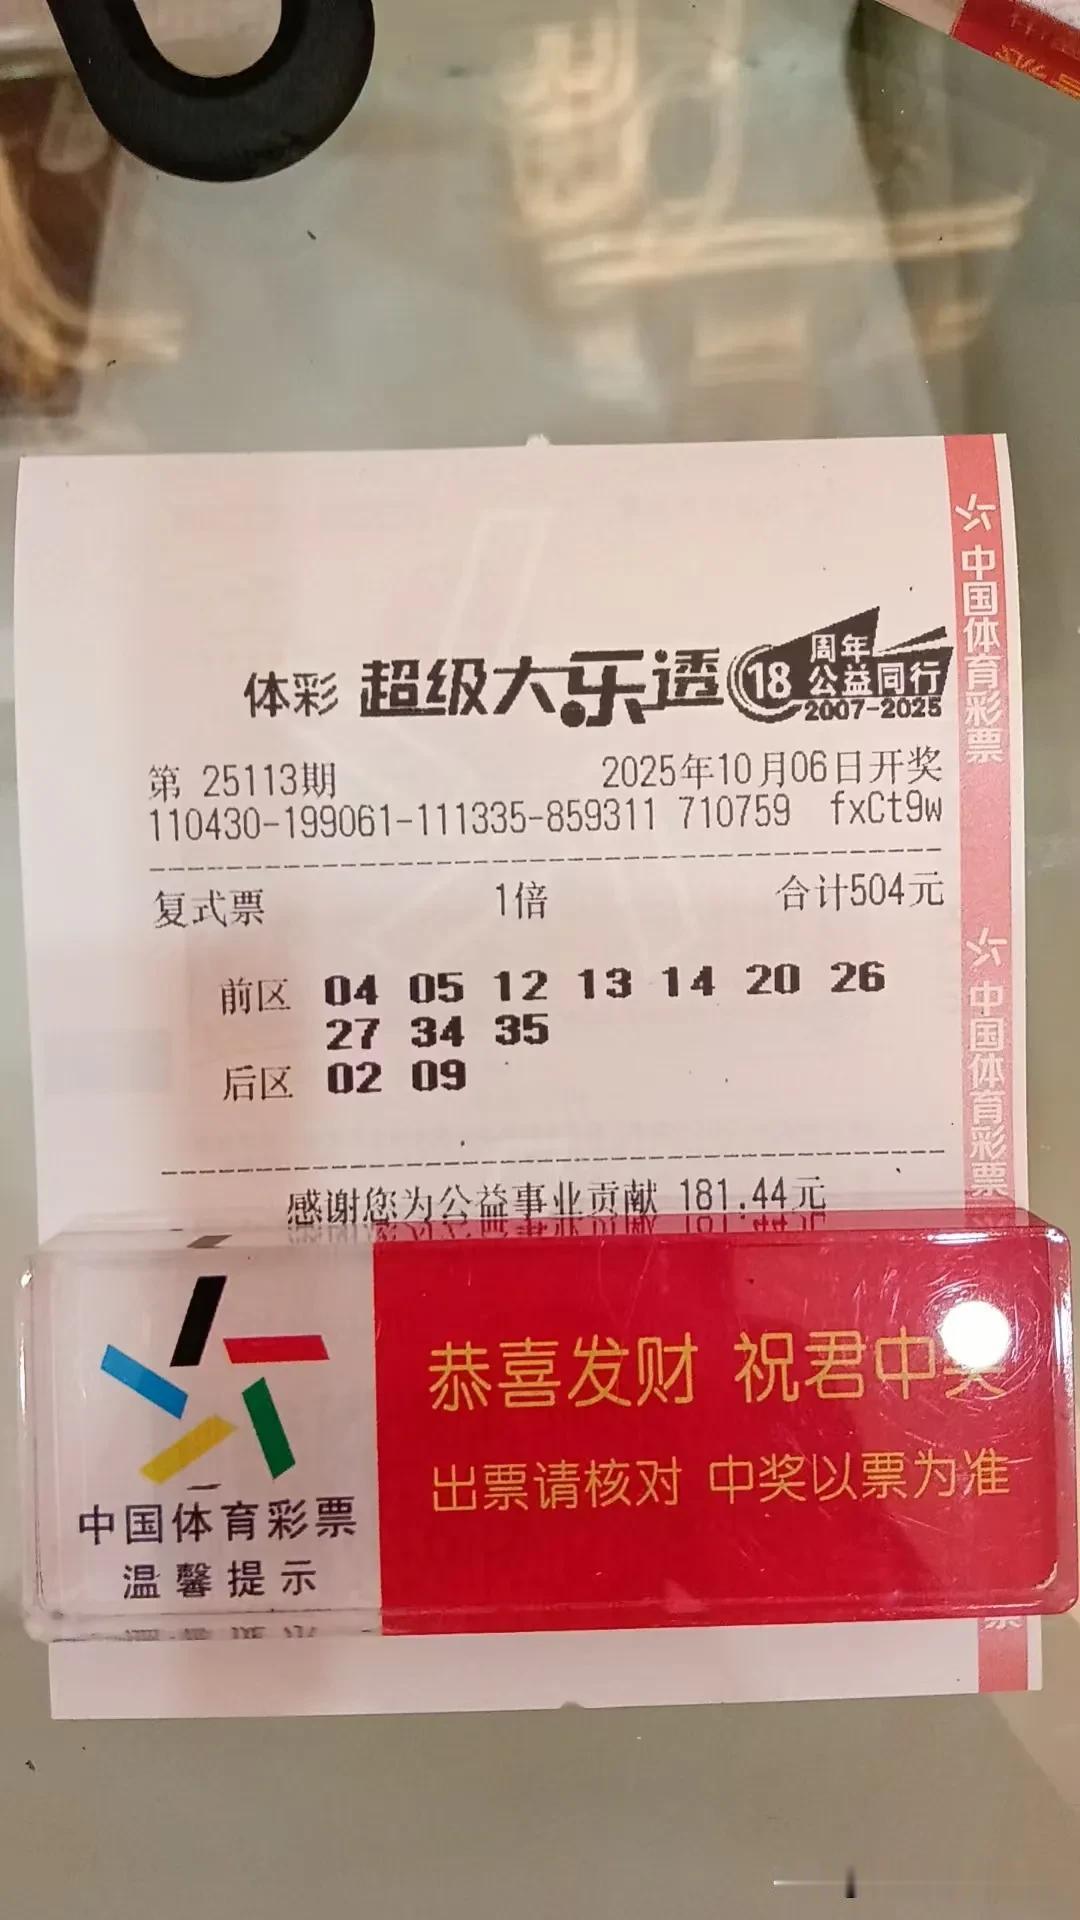 体彩 超级大乐透 18 周年 公益同行 2007-2025
第 25113期 2025年10月06日开奖
110430-199061-111335-859311 710759 fxCt9w
复式票 1倍 合计504元
前区 04 05 12 13 14 20 26
27 34 35
后区 02 09
感谢您为公益事业贡献 181.44元
中国体育彩票
中国体育彩票
恭喜发财 祝君中奖
出票请核对 中奖以票为准
中国体育彩票
温馨提示
票